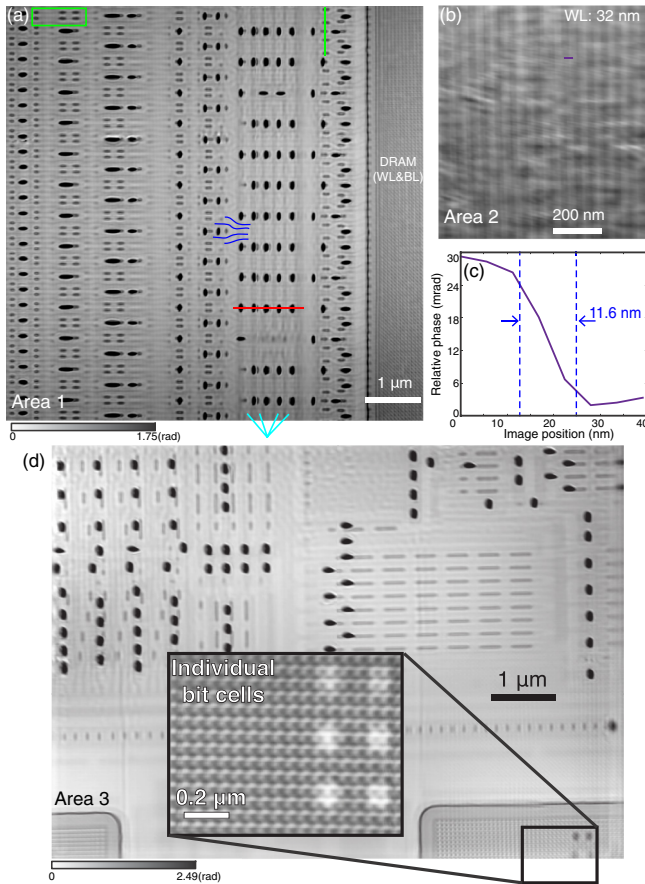 (a)
DRAM
(WL&BL)
Area 1
1 µm
0
1.75(rad)
(b)
WL: 32 nm
Area 2
200 nm
(c)
Relative phase (mrad)
30
24
18
12
6
0
11.6 nm
0 10 20 30 40
Image position (nm)
(d)
Individual
bit cells
0.2 µm
1 µm
Area 3
0
2.49(rad)